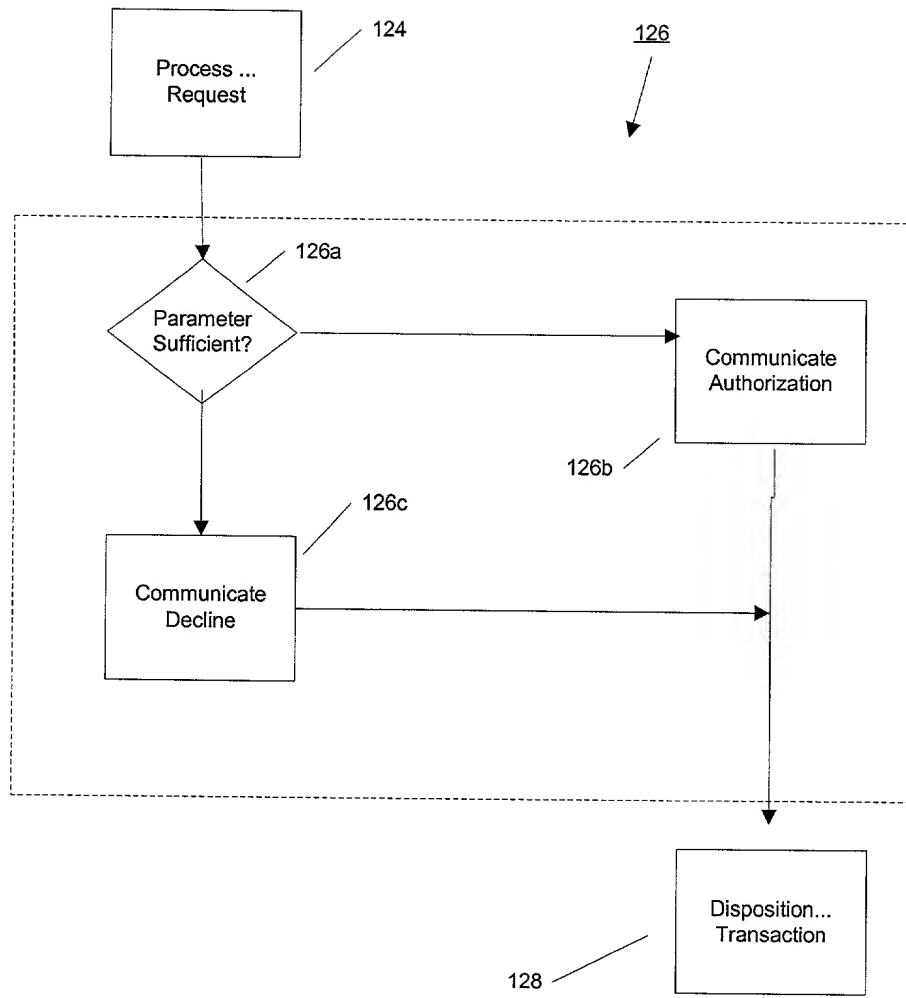 124
126
Process ...
Request
126a
Parameter
Sufficient?
Communicate
Authorization
126b
126c
Communicate
Decline
Disposition...
Transaction
128